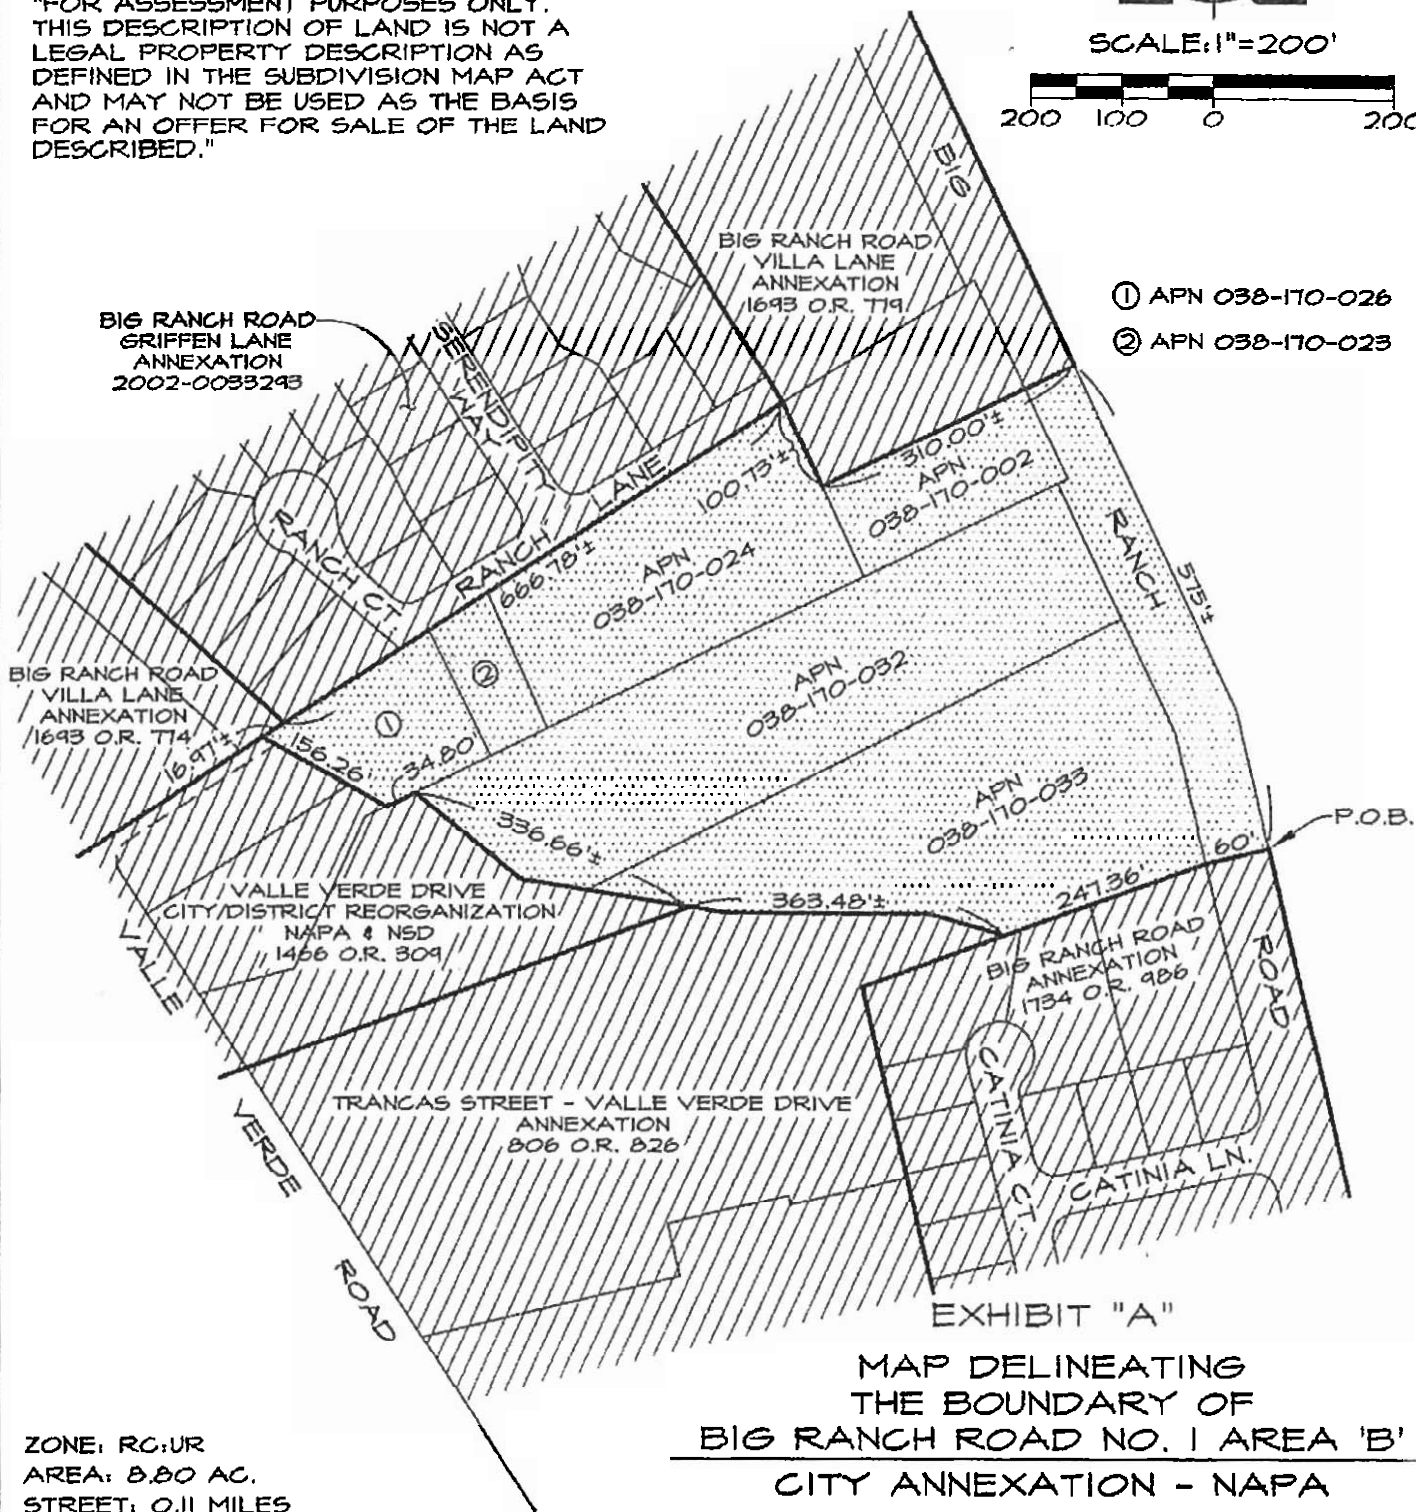 "FOR ASSESSMENT PURPOSES ONLY.
THIS DESCRIPTION OF LAND IS NOT A
LEGAL PROPERTY DESCRIPTION AS
DEFINED IN THE SUBDIVISION MAP ACT
AND MAY NOT BE USED AS THE BASIS
FOR AN OFFER FOR SALE OF THE LAND
DESCRIBED."
SCALE: 1"=200'
200 100 0 200
BIG
BIG RANCH ROAD
VILLA LANE
ANNEXATION
1693 O.R. 779
① APN 038-170-026
② APN 038-170-023
BIG RANCH ROAD
GRIFFEN LANE
ANNEXATION
2002-0033293
SERENDIPITY
WAY
RANCH LANE
RANCH CT.
100.73'±
310.00'±
APN
038-170-002
666.78'±
APN
038-170-024
RANCH
575'±
BIG RANCH ROAD
VILLA LANE
ANNEXATION
1693 O.R. 774
②
①
APN
038-170-032
16.97'±
156.26'
34.80'
336.66'±
APN
038-170-033
60'
P.O.B.
VALLE VERDE DRIVE
CITY/DISTRICT REORGANIZATION
NAPA & NSD
1466 O.R. 309
363.48'±
247.36'
BIG RANCH ROAD
ANNEXATION
1734 O.R. 986
ROAD
VALLE
VERDE
ROAD
TRANCAS STREET - VALLE VERDE DRIVE
ANNEXATION
806 O.R. 826
CATINIA CT.
CATINIA LN.
EXHIBIT "A"
MAP DELINEATING
THE BOUNDARY OF
BIG RANCH ROAD NO. 1 AREA 'B'
CITY ANNEXATION - NAPA
ZONE: RC:UR
AREA: 8.80 AC.
STREET: 0.11 MILES